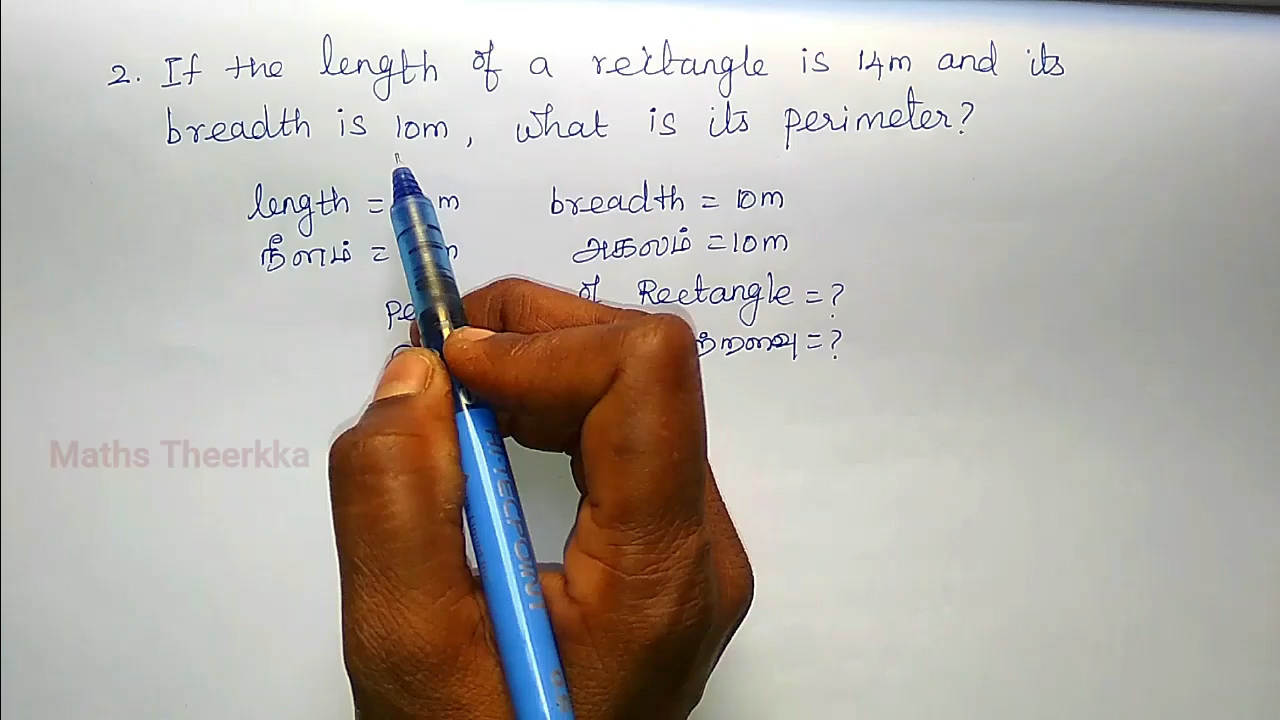 2. If the length of a rectangle is 14m and its
breadth is 10m, what is its perimeter?
length = m breadth = 10m
நீளம் = அகலம் = 10m
of Rectangle = ?
= ?
Maths Theerkka